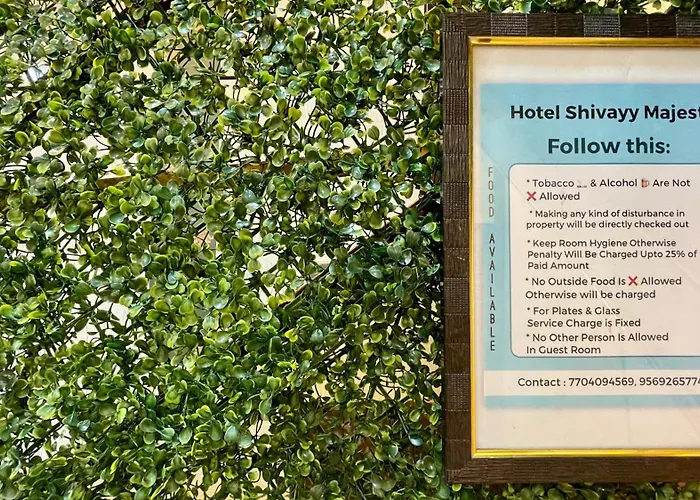 Hotel Shivayy Majest
Follow this:
FOOD AVAILABLE
* Tobacco 🚬 & Alcohol 🍺 Are Not
❌ Allowed
* Making any kind of disturbance in
property will be directly checked out
* Keep Room Hygiene Otherwise
Penalty Will Be Charged Upto 25% of
Paid Amount
* No Outside Food Is ❌ Allowed
Otherwise will be charged
* For Plates & Glass
Service Charge is Fixed
* No Other Person Is Allowed
In Guest Room
Contact : 7704094569, 956926577